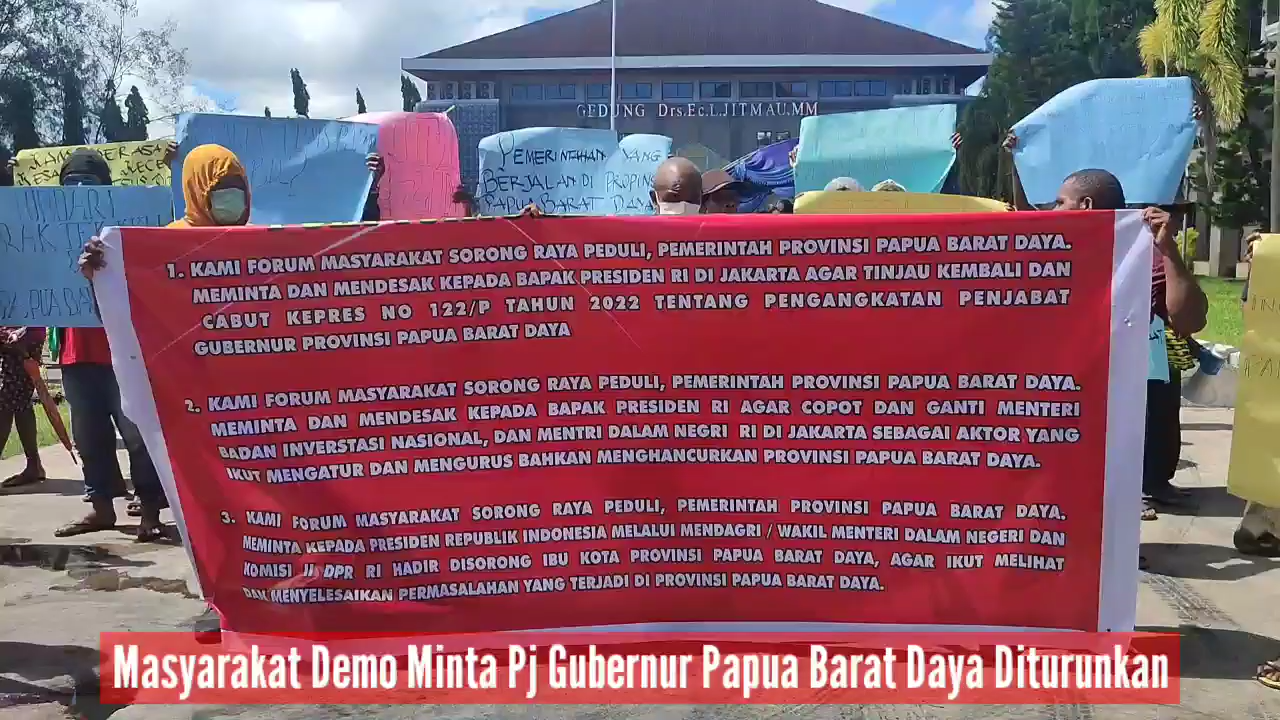 GEDUNG Drs.Ec.L.JITMAU.MM
PEMERINTAHAN YANG
BERJALAN DI PROPINSI
PAPUA BARAT DAYA
1. KAMI FORUM MASYARAKAT SORONG RAYA PEDULI, PEMERINTAH PROVINSI PAPUA BARAT DAYA.
MEMINTA DAN MENDESAK KEPADA BAPAK PRESIDEN RI DI JAKARTA AGAR TINJAU KEMBALI DAN
CABUT KEPRES NO 122/P TAHUN 2022 TENTANG PENGANGKATAN PENJABAT
GUBERNUR PROVINSI PAPUA BARAT DAYA
2. KAMI FORUM MASYARAKAT SORONG RAYA PEDULI, PEMERINTAH PROVINSI PAPUA BARAT DAYA.
MEMINTA DAN MENDESAK KEPADA BAPAK PRESIDEN RI AGAR COPOT DAN GANTI MENTERI
BADAN INVERSTASI NASIONAL, DAN MENTRI DALAM NEGRI RI DI JAKARTA SEBAGAI AKTOR YANG
IKUT MENGATUR DAN MENGURUS BAHKAN MENGHANCURKAN PROVINSI PAPUA BARAT DAYA.
3. KAMI FORUM MASYARAKAT SORONG RAYA PEDULI, PEMERINTAH PROVINSI PAPUA BARAT DAYA.
MEMINTA KEPADA PRESIDEN REPUBLIK INDONESIA MELALUI MENDAGRI / WAKIL MENTERI DALAM NEGERI DAN
KOMISI II DPR RI HADIR DISORONG IBU KOTA PROVINSI PAPUA BARAT DAYA, AGAR IKUT MELIHAT
DAN MENYELESAIKAN PERMASALAHAN YANG TERJADI DI PROVINSI PAPUA BARAT DAYA.
Masyarakat Demo Minta Pj Gubernur Papua Barat Daya Diturunkan